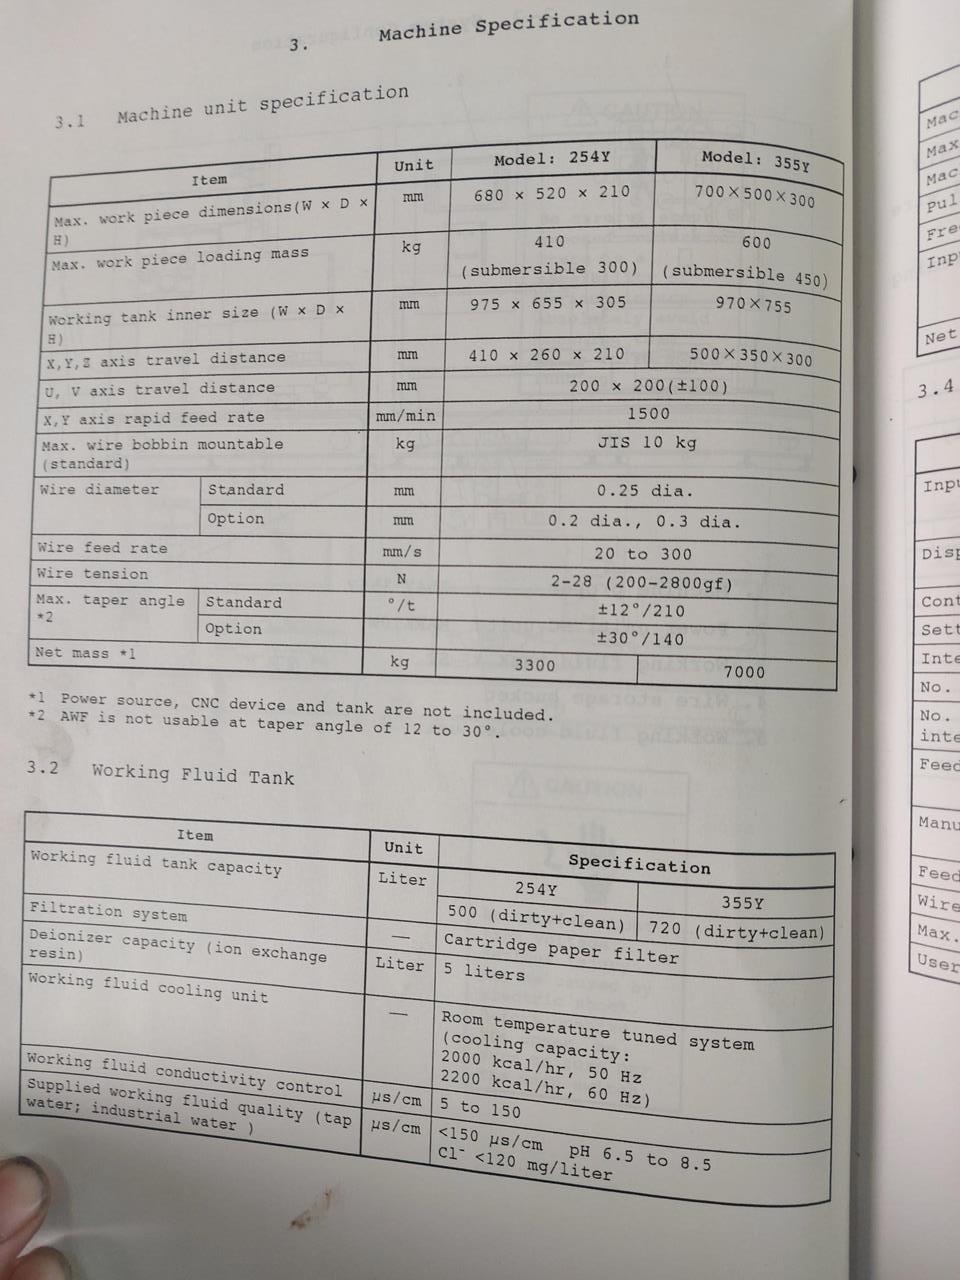 3. Machine Specification
3.1 Machine unit specification
Item Unit Model: 254Y Model: 355Y
Max. work piece dimensions(W × D × H) mm 680 × 520 × 210 700×500×300
Max. work piece loading mass kg 410 (submersible 300) 600 (submersible 450)
Working tank inner size (W × D × H) mm 975 × 655 × 305 970×755
X,Y,Z axis travel distance mm 410 × 260 × 210 500×350×300
U, V axis travel distance mm 200 × 200(±100)
X,Y axis rapid feed rate mm/min 1500
Max. wire bobbin mountable (standard) kg JIS 10 kg
Wire diameter Standard mm 0.25 dia.
Option mm 0.2 dia., 0.3 dia.
Wire feed rate mm/s 20 to 300
Wire tension N 2-28 (200-2800gf)
Max. taper angle *2 Standard °/t ±12°/210
Option ±30°/140
Net mass *1 kg 3300 7000
*1 Power source, CNC device and tank are not included.
*2 AWF is not usable at taper angle of 12 to 30°.
3.2 Working Fluid Tank
Item Unit Specification
254Y 355Y
Working fluid tank capacity Liter 500 (dirty+clean) 720 (dirty+clean)
Filtration system — Cartridge paper filter
Deionizer capacity (ion exchange resin) Liter 5 liters
Working fluid cooling unit — Room temperature tuned system
(cooling capacity:
2000 kcal/hr, 50 Hz
2200 kcal/hr, 60 Hz)
Working fluid conductivity control µs/cm 5 to 150
Supplied working fluid quality (tap water; industrial water ) µs/cm <150 µs/cm pH 6.5 to 8.5
Cl⁻ <120 mg/liter
Mac
Max
Mac
Pul
Fre
Inp
Net
3.4
Inpu
Disp
Cont
Sett
Inte
No.
No.
inte
Feed
Manu
Feed
Wire
Max.
User